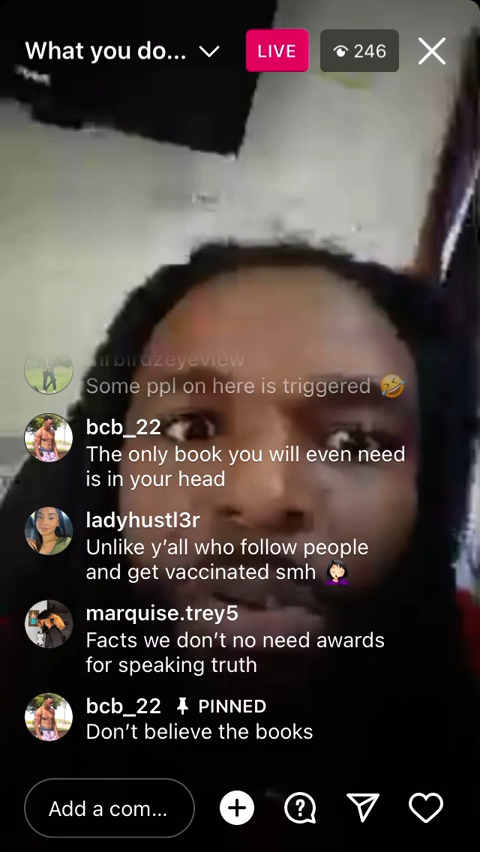 What you do...
LIVE
246
mrbirdzeyeview
Some ppl on here is triggered 🤣
bcb_22
The only book you will even need
is in your head
ladyhustl3r
Unlike y’all who follow people
and get vaccinated smh 🤦🏻‍♀️
marquise.trey5
Facts we don’t no need awards
for speaking truth
bcb_22 📌 PINNED
Don’t believe the books
Add a com...